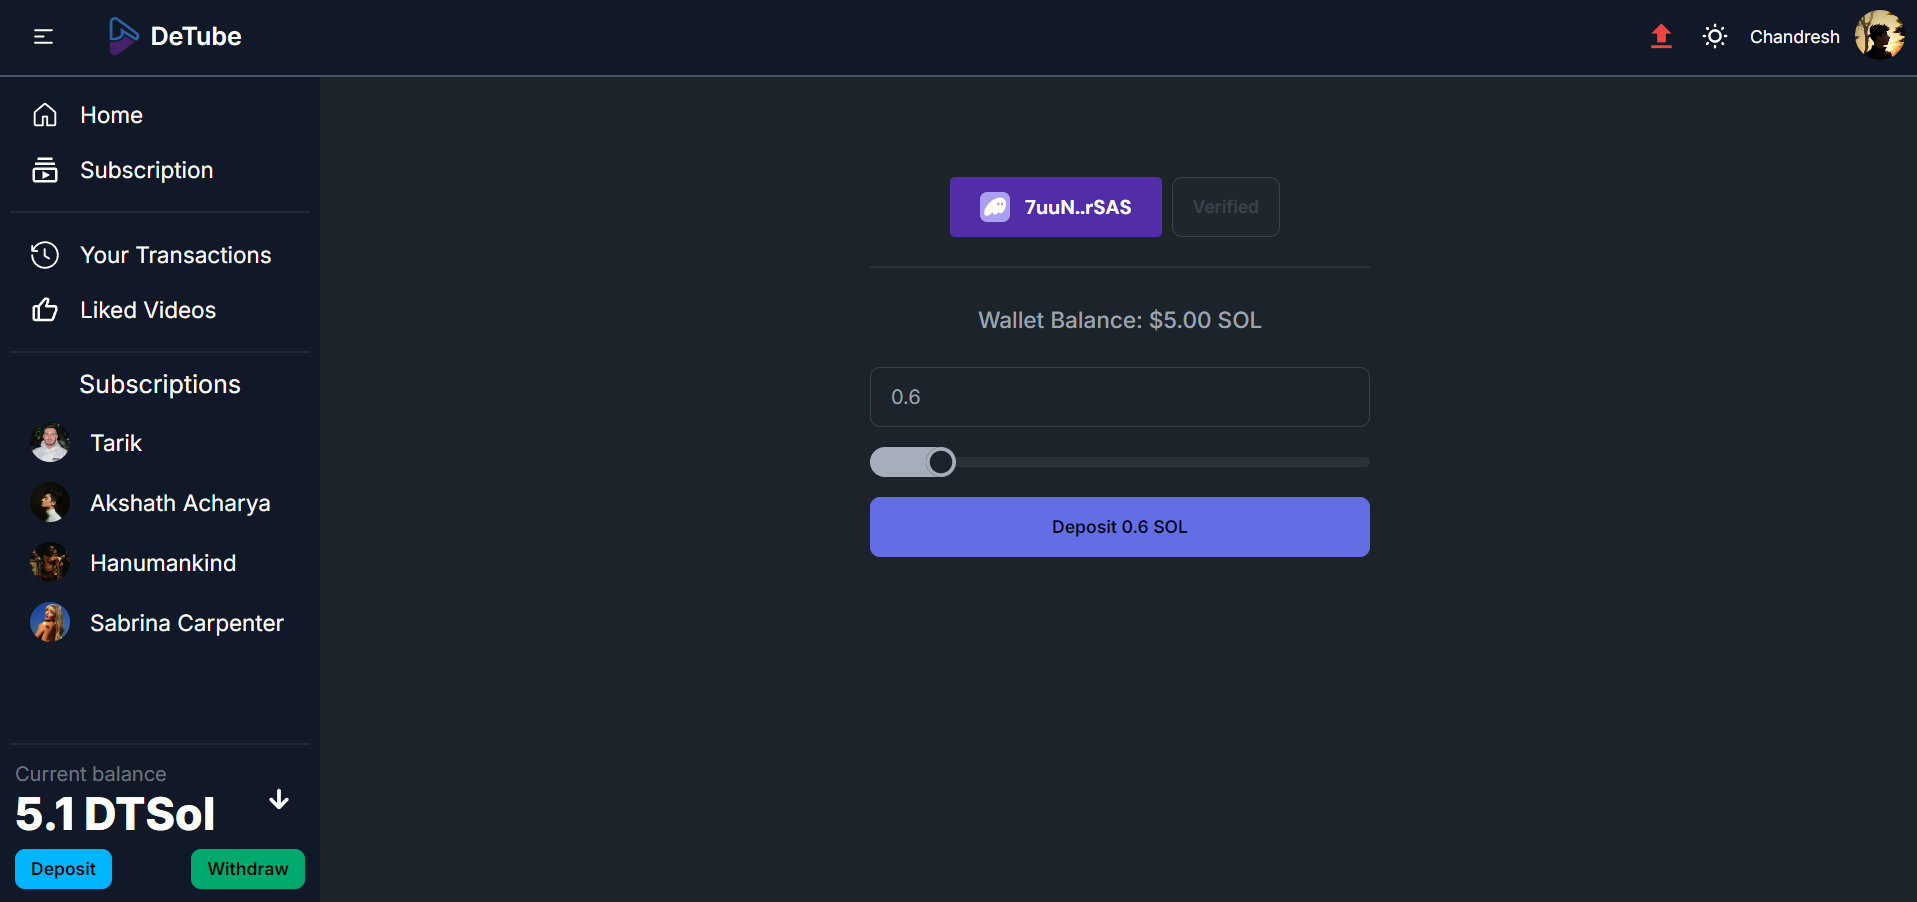 DeTube
Chandresh
Home
Subscription
Your Transactions
Liked Videos
Subscriptions
Tarik
Akshath Acharya
Hanumankind
Sabrina Carpenter
Current balance
5.1 DTSol
Deposit
Withdraw
7uuN..rSAS
Verified
Wallet Balance: $5.00 SOL
0.6
Deposit 0.6 SOL